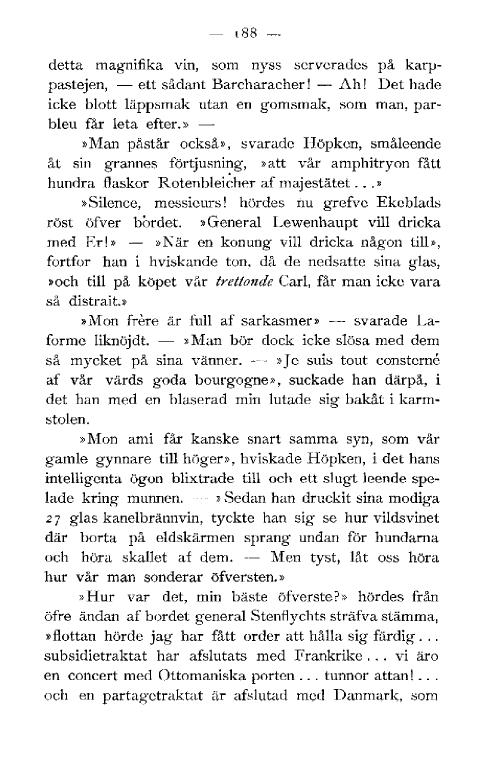 — 188 —
detta magnifika vin, som nyss serverades på karp-
pastejen, — ett sådant Barcharacher! — Ah! Det hade
icke blott läppsmak utan en gomsmak, som man, par-
bleu får leta efter.» —
»Man påstår också», svarade Höpken, småleende
åt sin grannes förtjusning, »att vår amphitryon fått
hundra flaskor Rotenbleicher af majestätet . . .»
»Silence, messieurs! hördes nu grefve Ekeblads
röst öfver bordet. »General Lewenhaupt vill dricka
med Er!» — »När en konung vill dricka någon till»,
fortfor han i hviskande ton, då de nedsatte sina glas,
»och till på köpet vår trettonde Carl, får man icke vara
så distrait.»
»Mon frère är full af sarkasmer» — svarade La-
forme liknöjdt. — »Man bör dock icke slösa med dem
så mycket på sina vänner. — »Je suis tout consterné
af vår värds goda bourgogne», suckade han därpå, i
det han med en blaserad min lutade sig bakåt i karm-
stolen.
»Mon ami får kanske snart samma syn, som vår
gamle gynnare till höger», hviskade Höpken, i det hans
intelligenta ögon blixtrade till och ett slugt leende spe-
lade kring munnen. — »Sedan han druckit sina modiga
27 glas kanelbrännvin, tyckte han sig se hur vildsvinet
där borta på eldskärmen sprang undan för hundarna
och höra skallet af dem. — Men tyst, låt oss höra
hur vår man sonderar öfversten.»
»Hur var det, min bäste öfverste?» hördes från
öfre ändan af bordet general Stenflychts sträfva stämma,
»flottan hörde jag har fått order att hålla sig färdig . . .
subsidietraktat har afslutats med Frankrike . . . vi äro
en concert med Ottomaniska porten . . . tunnor attan! . . .
och en partagetraktat är afslutad med Danmark, som